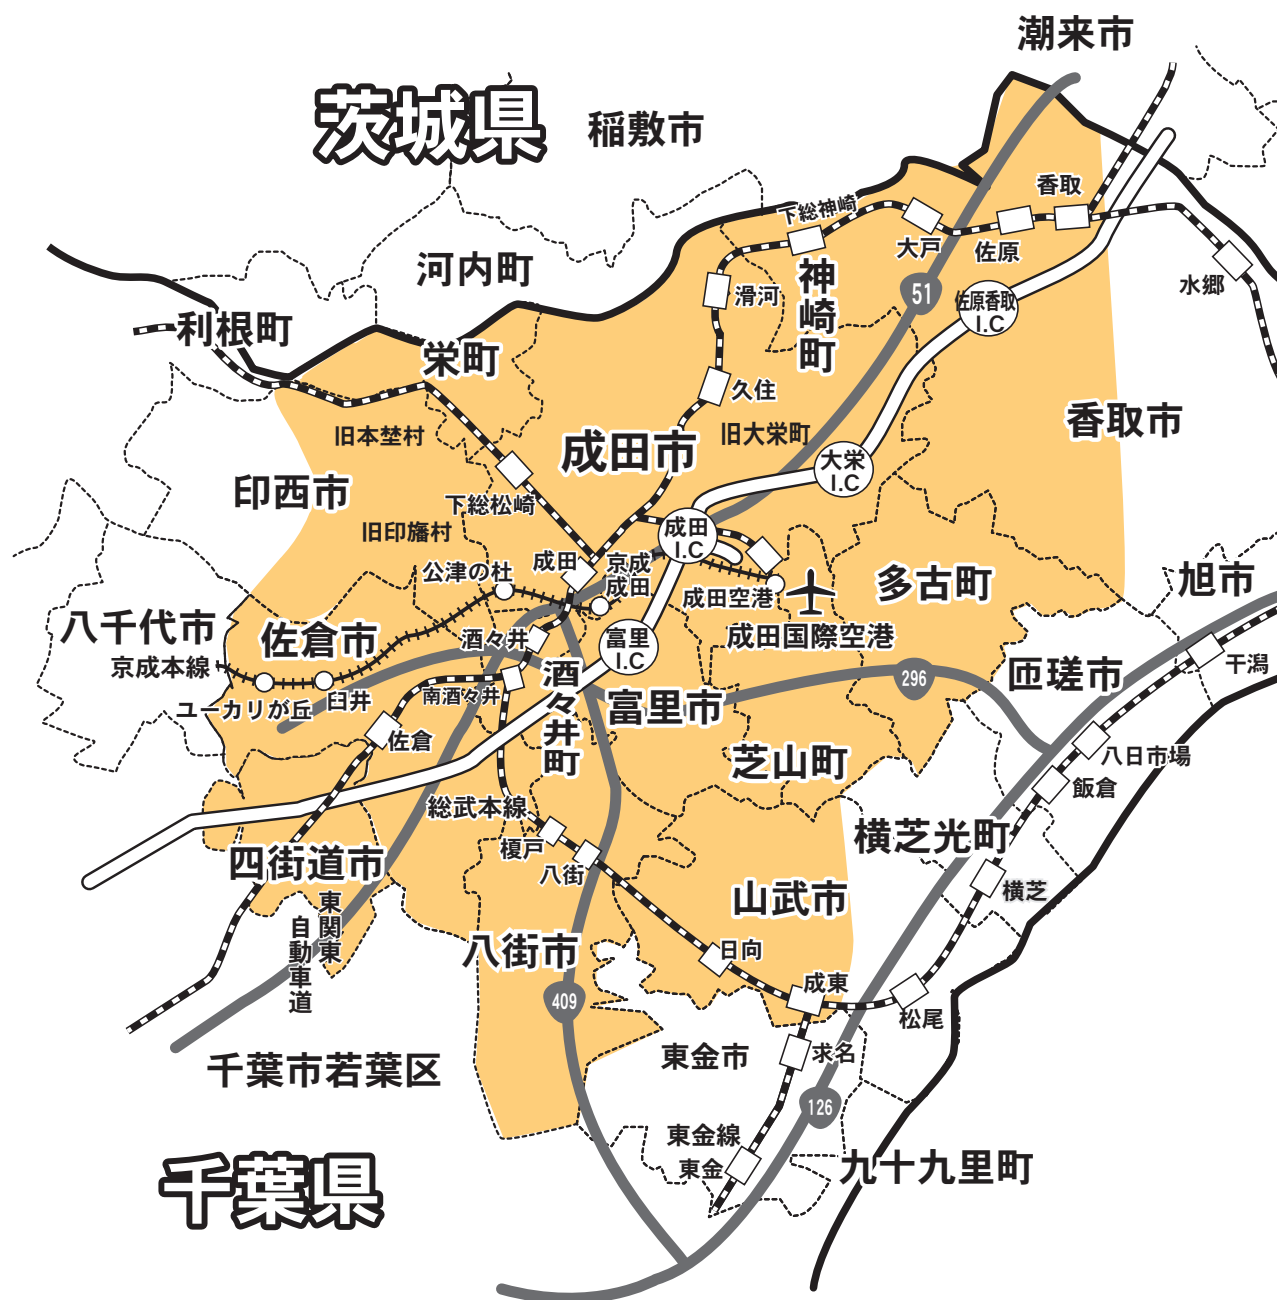 潮来市
茨城県
稲敷市
香取
下総神崎
大戸
佐原
河内町
神崎町
水郷
滑河
51
佐原香取
I.C
利根町
栄町
久住
香取市
旧本埜村
成田市
旧大栄町
大栄
I.C
印西市
下総松崎
旧印旛村
成田
I.C
成田
京成
成田
公津の杜
旭市
多古町
成田空港
八千代市
佐倉市
酒々井
富里
I.C
成田国際空港
京成本線
干潟
匝瑳市
296
南酒々井
酒々井町
富里市
ユーカリが丘
臼井
佐倉
芝山町
八日市場
飯倉
総武本線
榎戸
横芝光町
四街道市
八街
横芝
山武市
東関東
自動車道
八街市
日向
成東
409
松尾
千葉市若葉区
東金市
求名
126
東金線
東金
九十九里町
千葉県